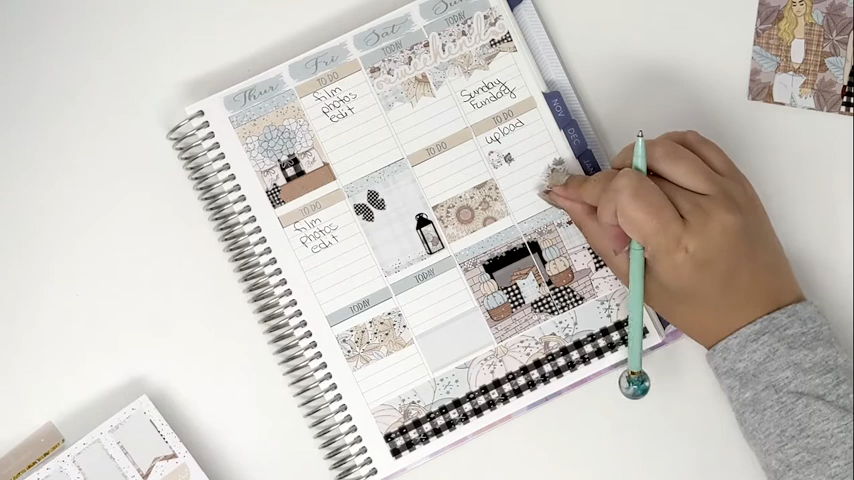 Thur
Fri
Sat
Sun
TO DO
film
photos
edit
TODAY
TODAY
Sunday
Funday
TO DO
TO DO
upload
TO DO
film
photos
edit
TODAY
TODAY
NOV
DEC
JAN